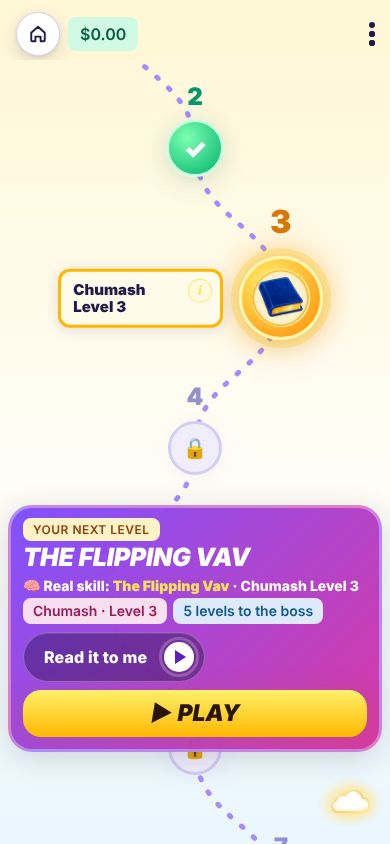 $0.00
2
3
Chumash
Level 3
i
4
YOUR NEXT LEVEL
THE FLIPPING VAV
🧠 Real skill: The Flipping Vav · Chumash Level 3
Chumash · Level 3
5 levels to the boss
Read it to me
▶ PLAY